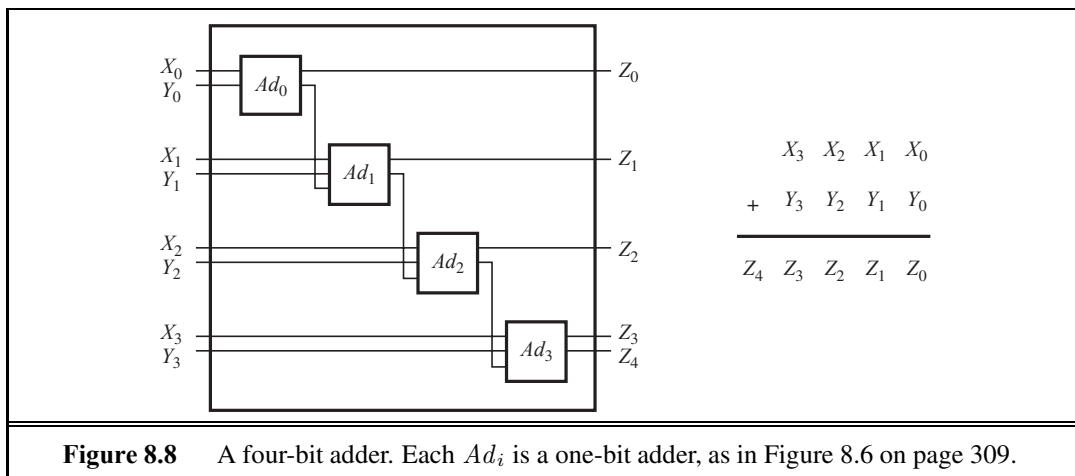 X₀ Z₀
Y₀ Ad₀
X₁ Z₁
Y₁ Ad₁
X₂ Z₂
Y₂ Ad₂
X₃ Z₃
Y₃ Ad₃ Z₄
X₃ X₂ X₁ X₀
+ Y₃ Y₂ Y₁ Y₀
Z₄ Z₃ Z₂ Z₁ Z₀
Figure 8.8 A four-bit adder. Each Adᵢ is a one-bit adder, as in Figure 8.6 on page 309.